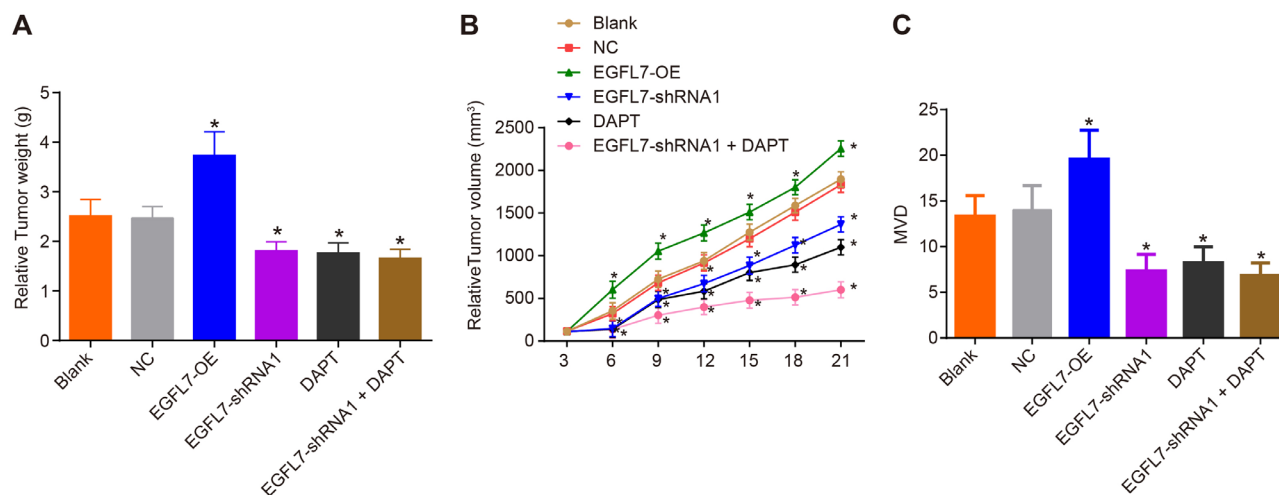 A
Relative Tumor weight (g)
5
4
3
2
1
0
*
*
*
*
Blank
NC
EGFL7-OE
EGFL7-shRNA1
DAPT
EGFL7-shRNA1 + DAPT
B
Blank
NC
EGFL7-OE
EGFL7-shRNA1
DAPT
EGFL7-shRNA1 + DAPT
RelativeTumor volume (mm³)
2500
2000
1500
1000
500
0
3 6 9 12 15 18 21
* * * * * *
* * * * * *
* * * * * *
* * * * * *
C
MVD
25
20
15
10
5
0
*
*
*
*
Blank
NC
EGFL7-OE
EGFL7-shRNA1
DAPT
EGFL7-shRNA1 + DAPT